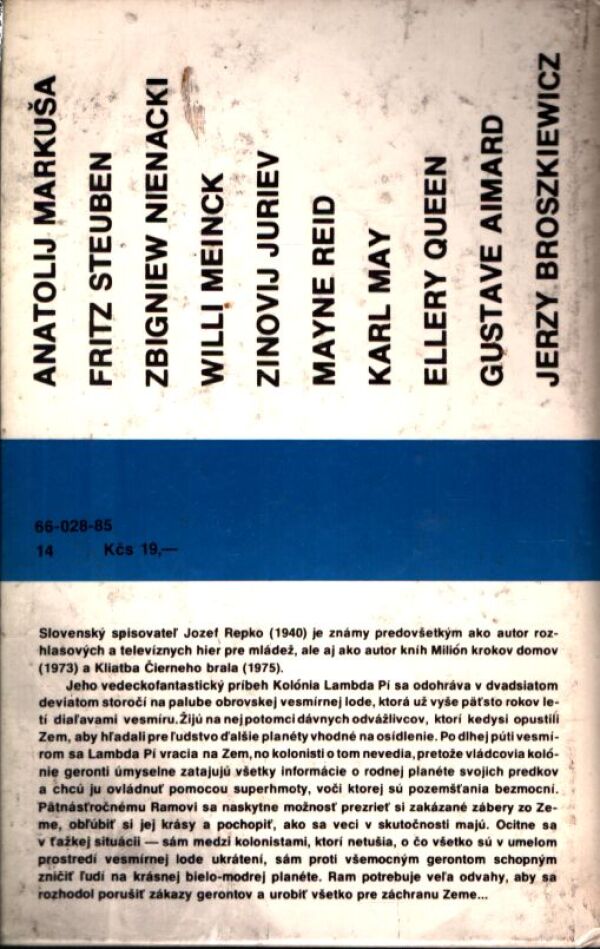 ANATOLIJ MARKUŠA
FRITZ STEUBEN
ZBIGNIEW NIENACKI
WILLI MEINCK
ZINOVIJ JURIEV
MAYNE REID
KARL MAY
ELLERY QUEEN
GUSTAVE AIMARD
JERZY BROSZKIEWICZ
66-028-85
14 Kčs 19,—
Slovenský spisovateľ Jozef Repko (1940) je známy predovšetkým ako autor roz-
hlasových a televíznych hier pre mládež, ale aj ako autor kníh Milión krokov domov
(1973) a Kliatba Čierneho brala (1975).
Jeho vedeckofantastický príbeh Kolónia Lambda Pí sa odohráva v dvadsiatom
deviatom storočí na palube obrovskej vesmírnej lode, ktorá už vyše päťsto rokov le-
tí diaľavami vesmíru. Žijú na nej potomci dávnych odvážlivcov, ktorí kedysi opustili
Zem, aby hľadali pre ľudstvo ďalšie planéty vhodné na osídlenie. Po dlhej púti vesmí-
rom sa Lambda Pí vracia na Zem, no kolonisti o tom nevedia, pretože vládcovia koló-
nie geronti úmyselne zatajujú všetky informácie o rodnej planéte svojich predkov
a chcú ju ovládnuť pomocou superhmoty, voči ktorej sú pozemšťania bezmocní.
Pätnásťročnému Ramovi sa naskytne možnosť prezrieť si zakázané zábery zo Ze-
me, obľúbiť si jej krásy a pochopiť, ako sa veci v skutočnosti majú. Ocitne sa
v ťažkej situácii — sám medzi kolonistami, ktorí netušia, o čo všetko sú v umelom
prostredí vesmírnej lode ukrátení, sám proti všemocným gerontom schopným
zničiť ľudí na krásnej bielo-modrej planéte. Ram potrebuje veľa odvahy, aby sa
rozhodol porušiť zákazy gerontov a urobiť všetko pre záchranu Zeme...